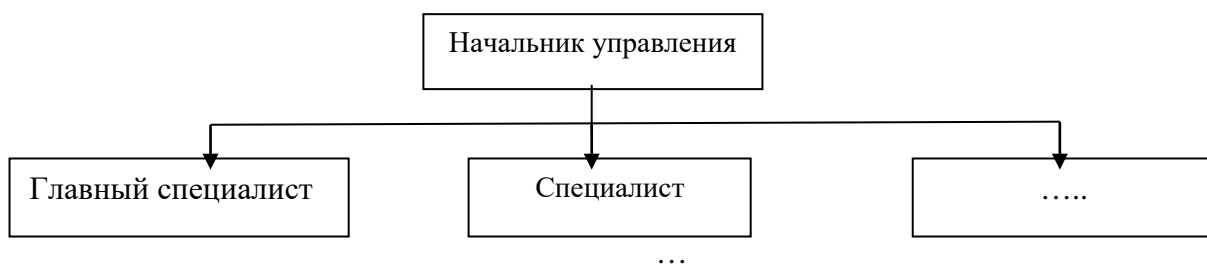 Начальник управления
Главный специалист
Специалист
…..
…